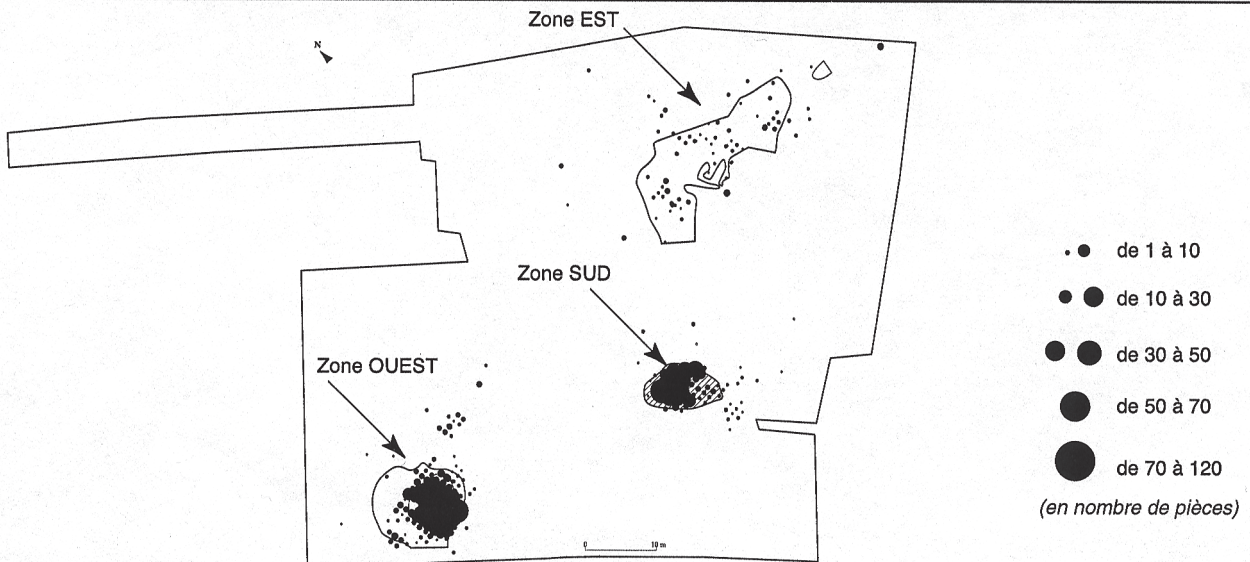 Zone EST
N
Zone SUD
Zone OUEST
de 1 à 10
de 10 à 30
de 30 à 50
de 50 à 70
de 70 à 120
(en nombre de pièces)
0 10 m